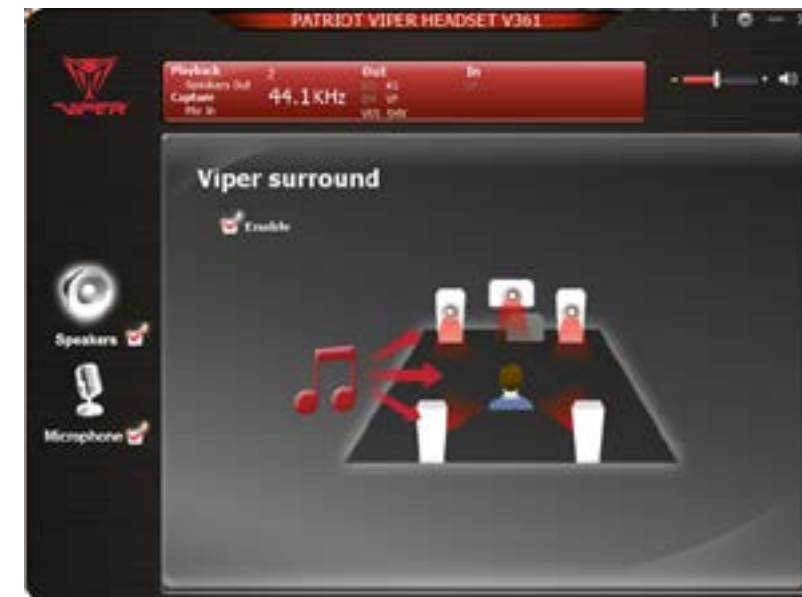 PATRIOT VIPER HEADSET V361
VIPER
Playback 2 Out In
Speakers Out
Capture 44.1KHz
Mic In
Viper surround
Enable
Speakers
Microphone